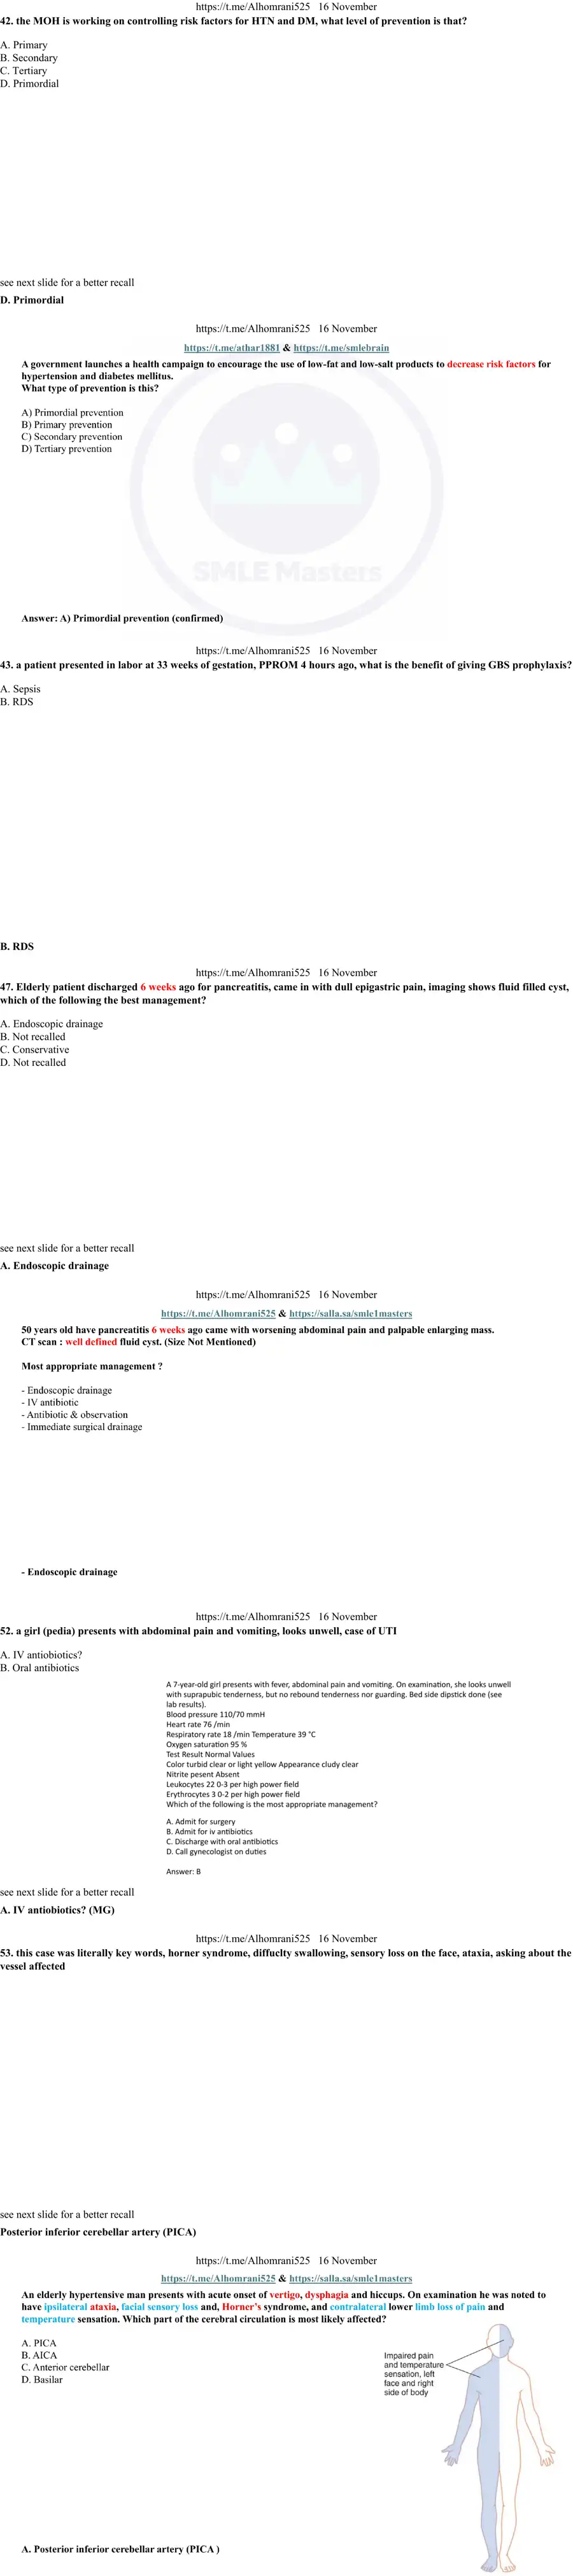 https://t.me/Alhomrani525 16 November
42. the MOH is working on controlling risk factors for HTN and DM, what level of prevention is that?
A. Primary
B. Secondary
C. Tertiary
D. Primordial
see next slide for a better recall
D. Primordial
https://t.me/Alhomrani525 16 November
https://t.me/athar1881 & https://t.me/smlebrain
A government launches a health campaign to encourage the use of low-fat and low-salt products to decrease risk factors for
hypertension and diabetes mellitus.
What type of prevention is this?
A) Primordial prevention
B) Primary prevention
C) Secondary prevention
D) Tertiary prevention
SMLE Masters
Answer: A) Primordial prevention (confirmed)
https://t.me/Alhomrani525 16 November
43. a patient presented in labor at 33 weeks of gestation, PPROM 4 hours ago, what is the benefit of giving GBS prophylaxis?
A. Sepsis
B. RDS
B. RDS
https://t.me/Alhomrani525 16 November
47. Elderly patient discharged 6 weeks ago for pancreatitis, came in with dull epigastric pain, imaging shows fluid filled cyst,
which of the following the best management?
A. Endoscopic drainage
B. Not recalled
C. Conservative
D. Not recalled
see next slide for a better recall
A. Endoscopic drainage
https://t.me/Alhomrani525 16 November
https://t.me/Alhomrani525 & https://salla.sa/smle1masters
50 years old have pancreatitis 6 weeks ago came with worsening abdominal pain and palpable enlarging mass.
CT scan : well defined fluid cyst. (Size Not Mentioned)
Most appropriate management ?
- Endoscopic drainage
- IV antibiotic
- Antibiotic & observation
- Immediate surgical drainage
- Endoscopic drainage
https://t.me/Alhomrani525 16 November
52. a girl (pedia) presents with abdominal pain and vomiting, looks unwell, case of UTI
A. IV antiobiotics?
B. Oral antibiotics
A 7-year-old girl presents with fever, abdominal pain and vomiting. On examination, she looks unwell
with suprapubic tenderness, but no rebound tenderness nor guarding. Bed side dipstick done (see
lab results).
Blood pressure 110/70 mmH
Heart rate 76 /min
Respiratory rate 18 /min Temperature 39 °C
Oxygen saturation 95 %
Test Result Normal Values
Color turbid clear or light yellow Appearance cludy clear
Nitrite pesent Absent
Leukocytes 22 0-3 per high power field
Erythrocytes 3 0-2 per high power field
Which of the following is the most appropriate management?
A. Admit for surgery
B. Admit for iv antibiotics
C. Discharge with oral antibiotics
D. Call gynecologist on duties
Answer: B
see next slide for a better recall
A. IV antiobiotics? (MG)
https://t.me/Alhomrani525 16 November
53. this case was literally key words, horner syndrome, diffuclty swallowing, sensory loss on the face, ataxia, asking about the
vessel affected
see next slide for a better recall
Posterior inferior cerebellar artery (PICA)
https://t.me/Alhomrani525 16 November
https://t.me/Alhomrani525 & https://salla.sa/smle1masters
An elderly hypertensive man presents with acute onset of vertigo, dysphagia and hiccups. On examination he was noted to
have ipsilateral ataxia, facial sensory loss and, Horner's syndrome, and contralateral lower limb loss of pain and
temperature sensation. Which part of the cerebral circulation is most likely affected?
A. PICA
B. AICA
C. Anterior cerebellar
D. Basilar
Impaired pain
and temperature
sensation, left
face and right
side of body
A. Posterior inferior cerebellar artery (PICA )